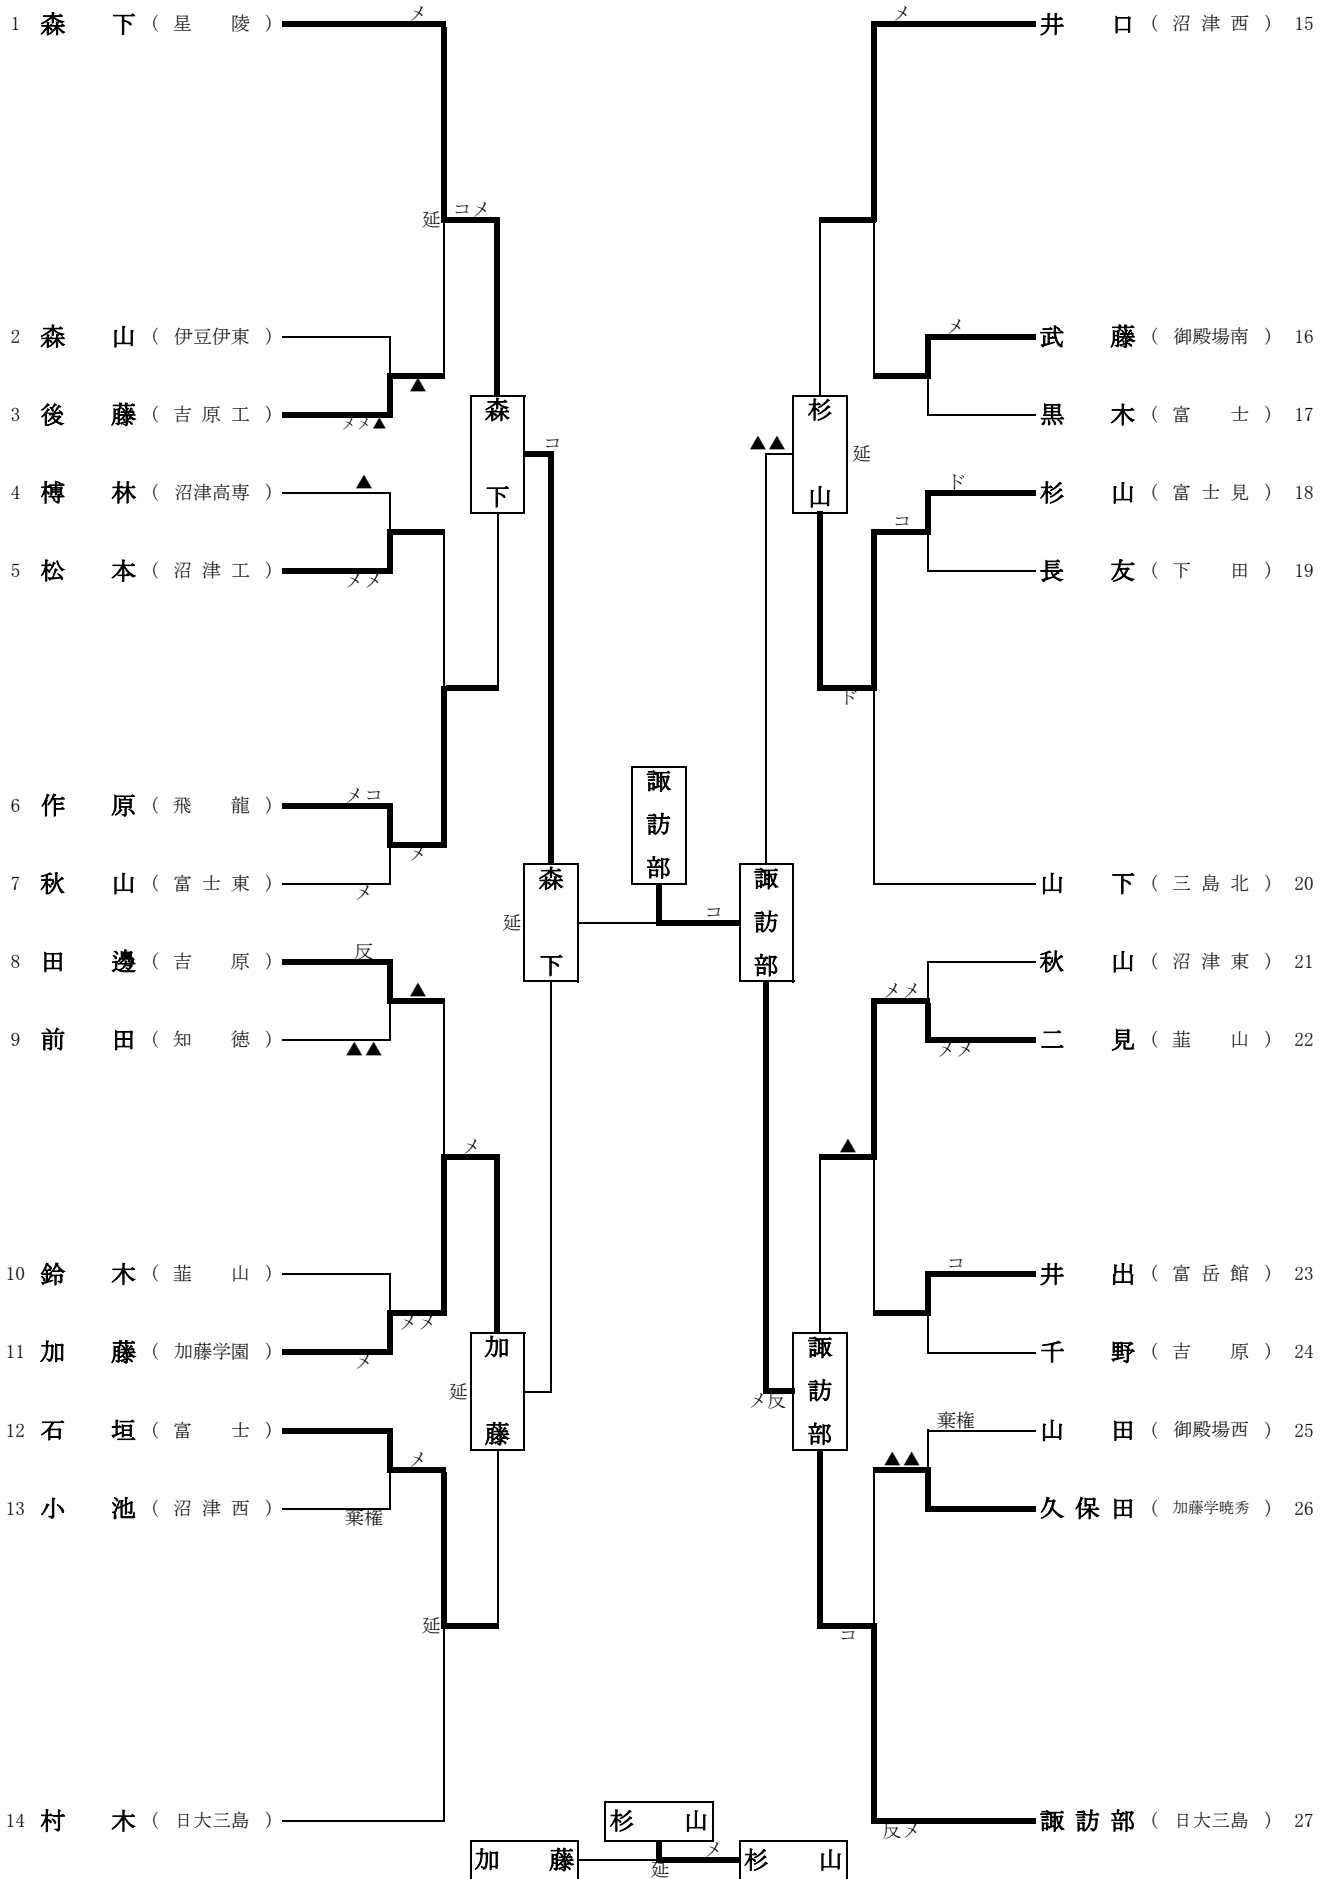 1 森 下 （ 星 陵 ）
メ
2 森 山 （ 伊豆伊東 ）
3 後 藤 （ 吉 原 工 ）
メメ▲
▲
延
コメ
4 榑 林 （ 沼津高専 ）
▲
5 松 本 （ 沼 津 工 ）
メメ
6 作 原 （ 飛 龍 ）
メコ
7 秋 山 （ 富 士 東 ）
メ
メ
森下
コ
8 田 邊 （ 吉 原 ）
反
9 前 田 （ 知 徳 ）
▲▲
▲
10 鈴 木 （ 韮 山 ）
11 加 藤 （ 加藤学園 ）
メ
メメ
メ
12 石 垣 （ 富 士 ）
13 小 池 （ 沼 津 西 ）
棄権
メ
14 村 木 （ 日大三島 ）
延
延
加藤
延
森下
諏訪部
コ
諏訪部
井 口 （ 沼 津 西 ） 15
メ
武 藤 （ 御殿場南 ） 16
メ
黒 木 （ 富 士 ） 17
杉 山 （ 富 士 見 ） 18
ド
長 友 （ 下 田 ） 19
コ
山 下 （ 三 島 北 ） 20
ド
▲▲
杉山
延
秋 山 （ 沼 津 東 ） 21
二 見 （ 韮 山 ） 22
メメ
メメ
井 出 （ 富 岳 館 ） 23
コ
千 野 （ 吉 原 ） 24
▲
山 田 （ 御殿場西 ） 25
棄権
久 保 田 （ 加藤学暁秀 ） 26
▲▲
諏 訪 部 （ 日大三島 ） 27
反メ
コ
メ反
諏訪部
杉 山
加 藤
延
メ
杉 山